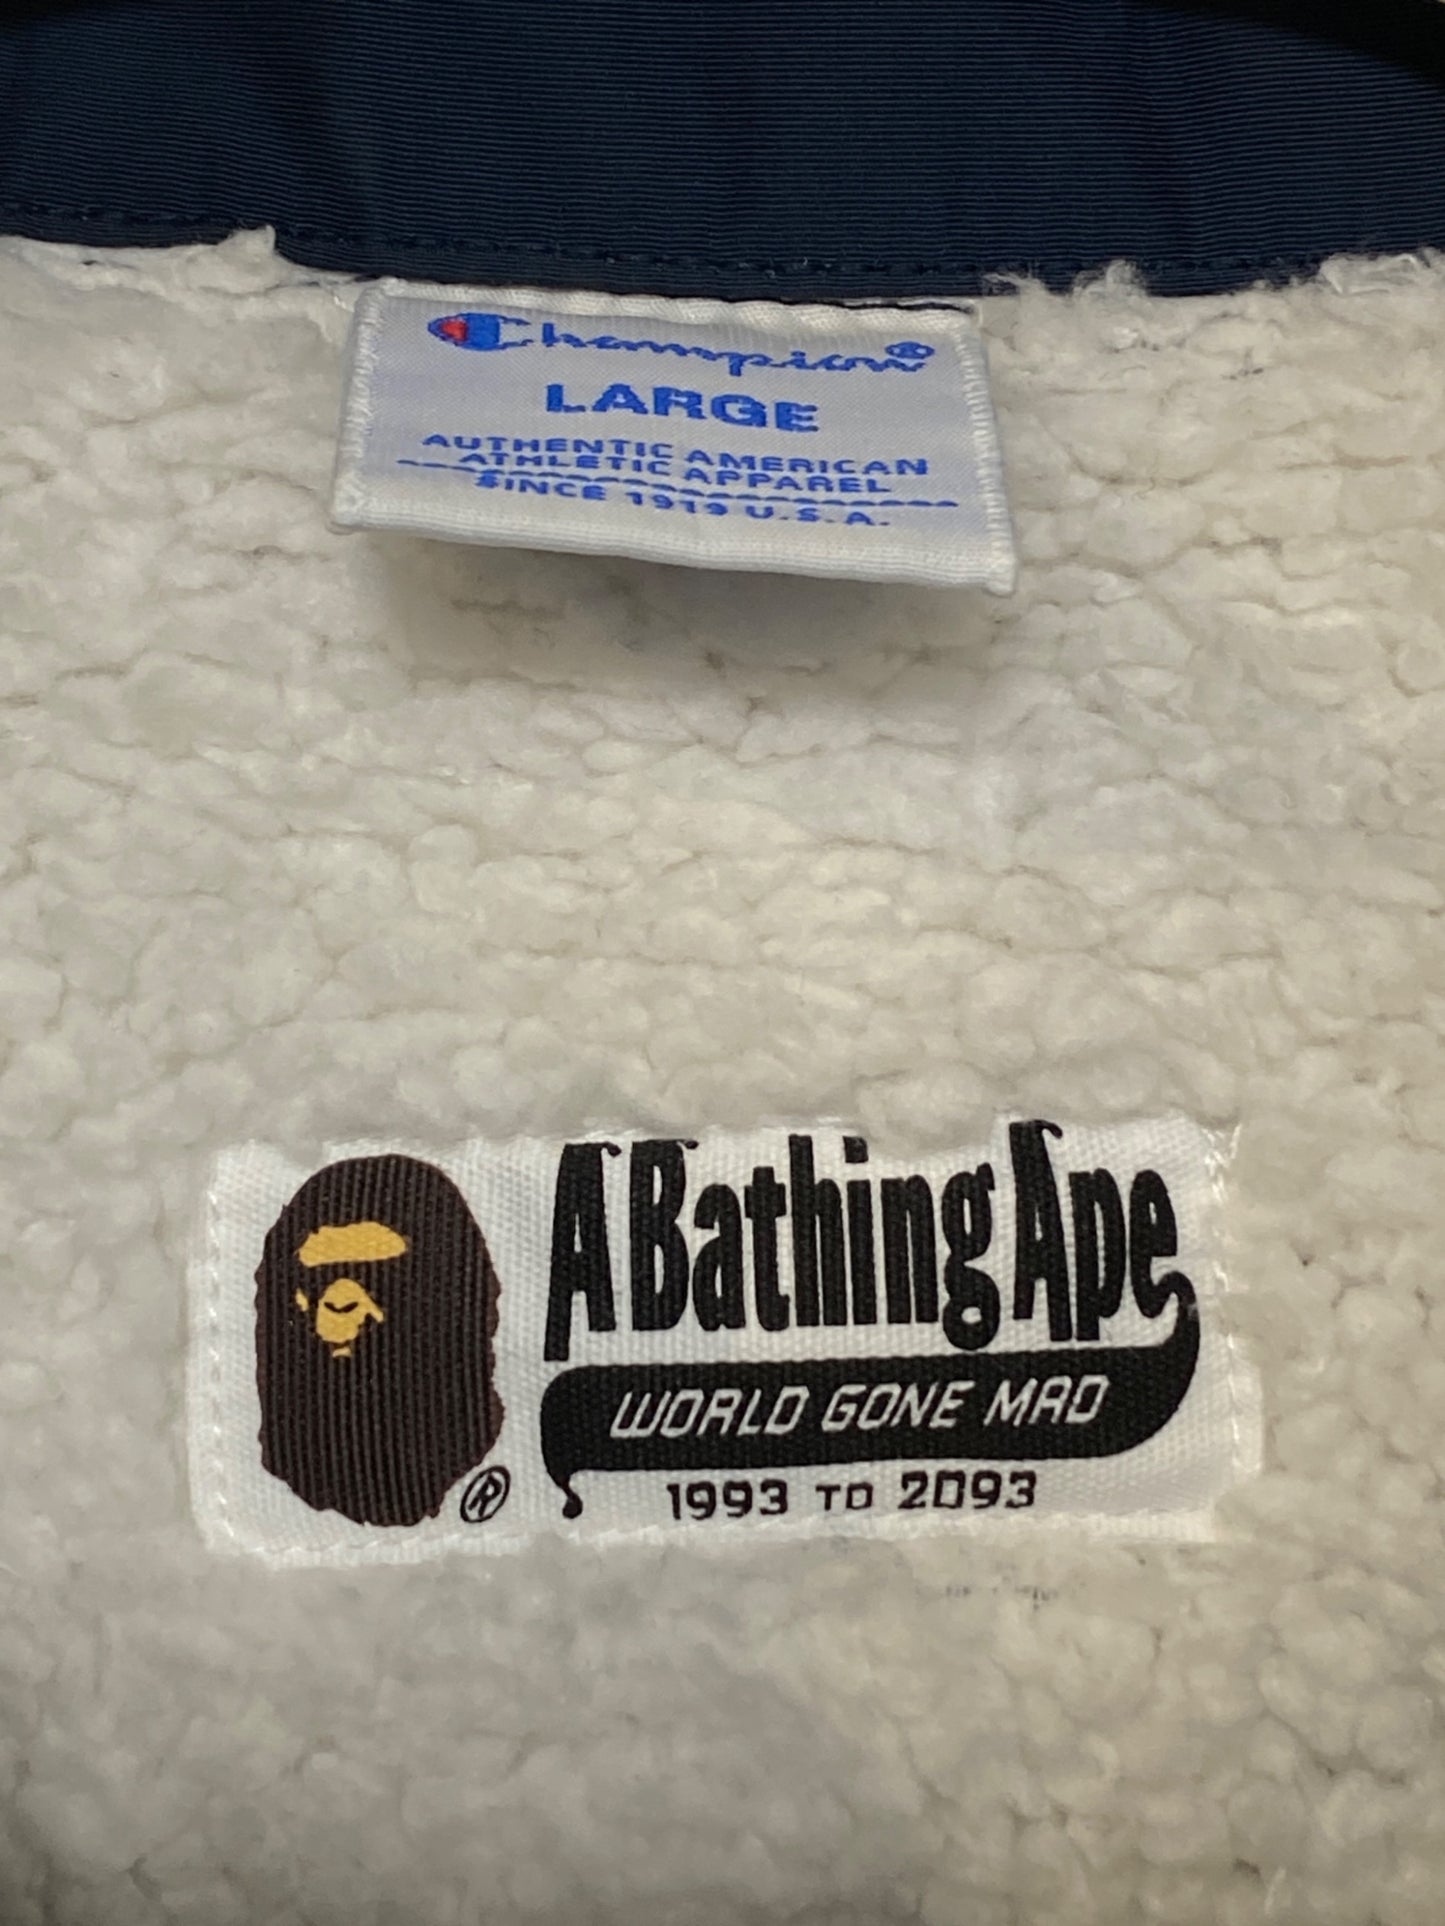 Champion®
LARGE
AUTHENTIC AMERICAN
ATHLETIC APPAREL
SINCE 1919 U.S.A.
A Bathing Ape
WORLD GONE MAD
® 1993 TO 2093